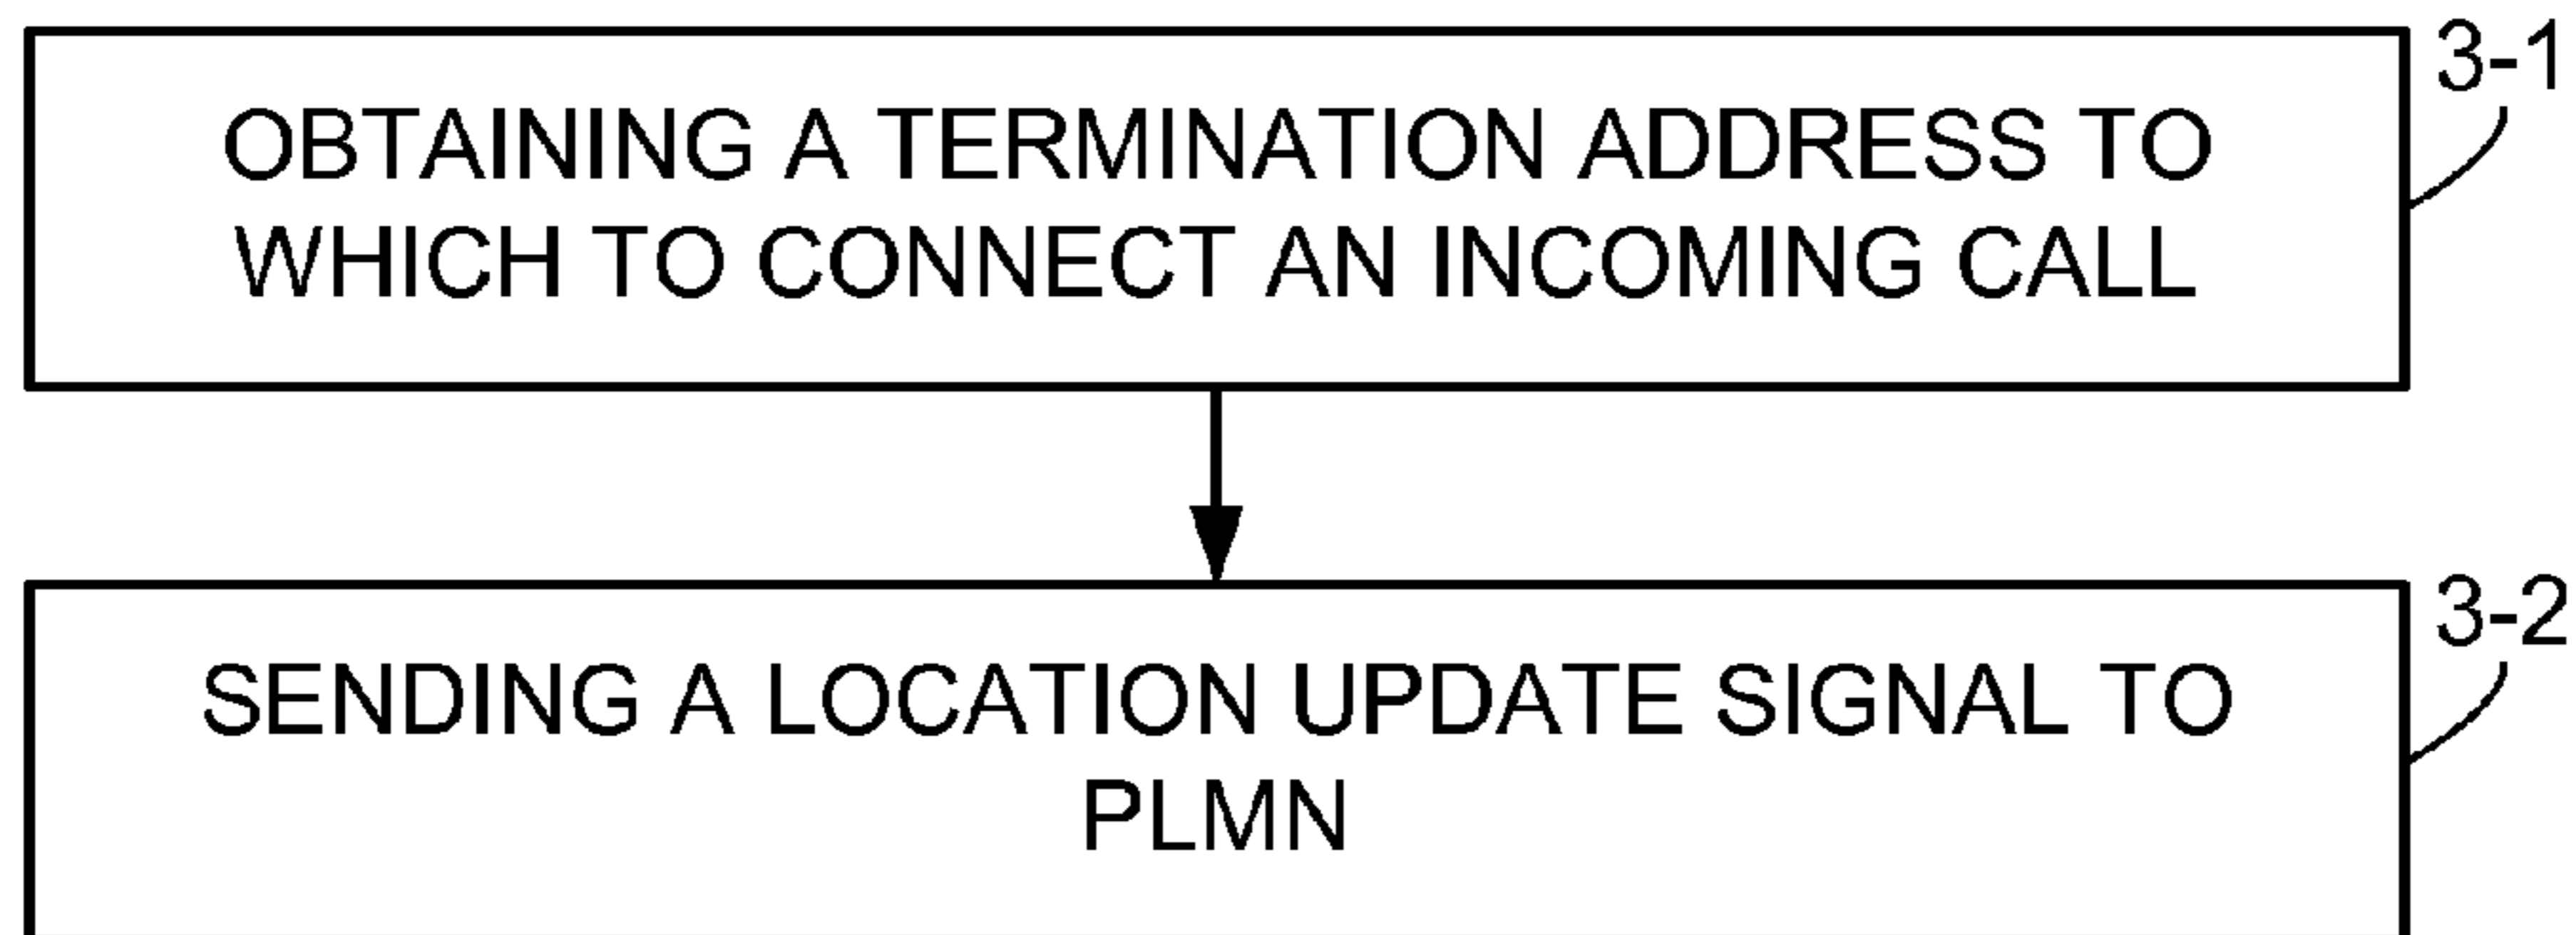 3-1
OBTAINING A TERMINATION ADDRESS TO
WHICH TO CONNECT AN INCOMING CALL
3-2
SENDING A LOCATION UPDATE SIGNAL TO
PLMN